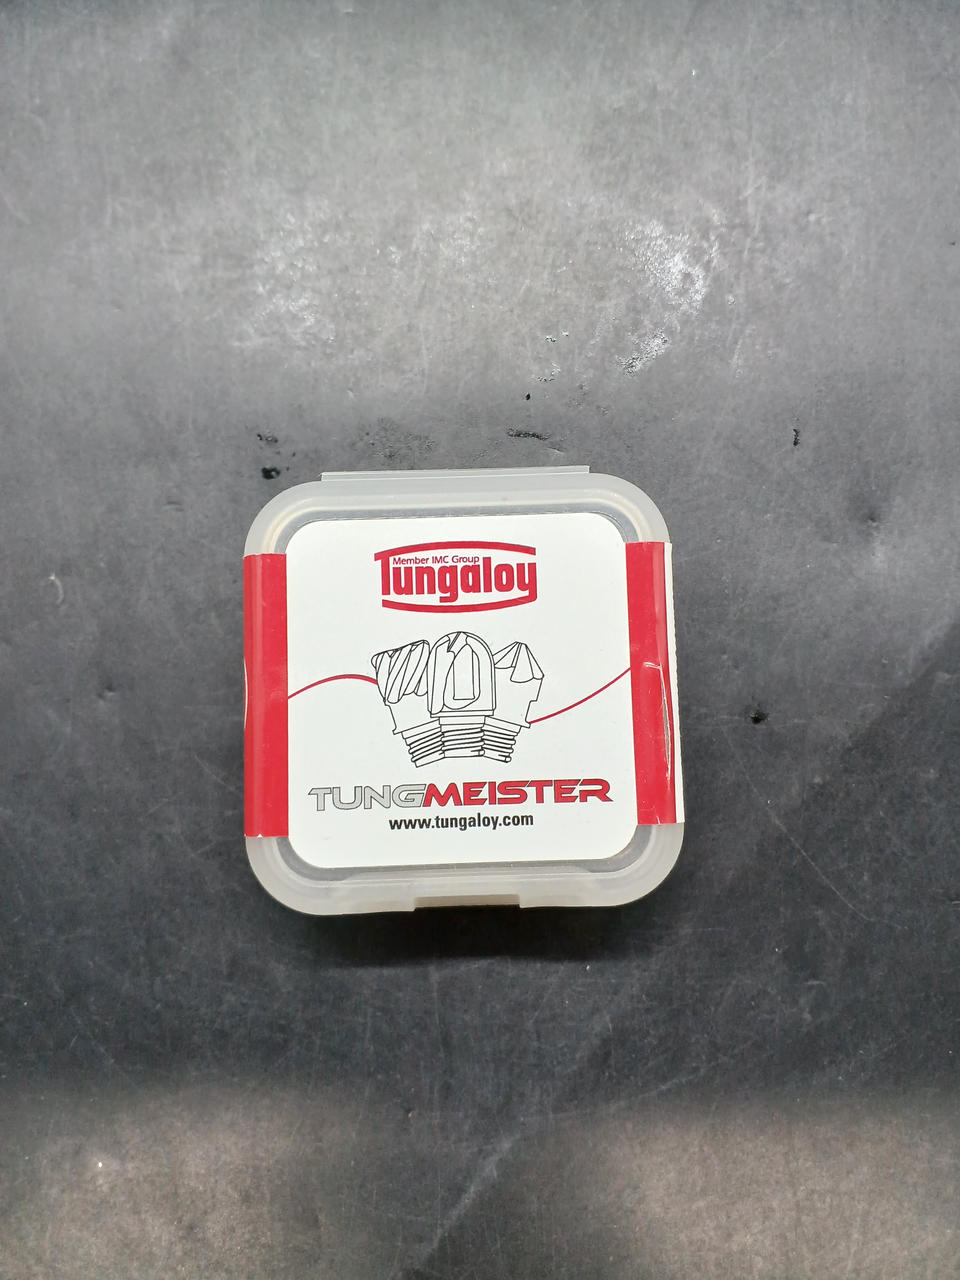 Member IMC Group
Tungaloy
TUNGMEISTER
www.tungaloy.com